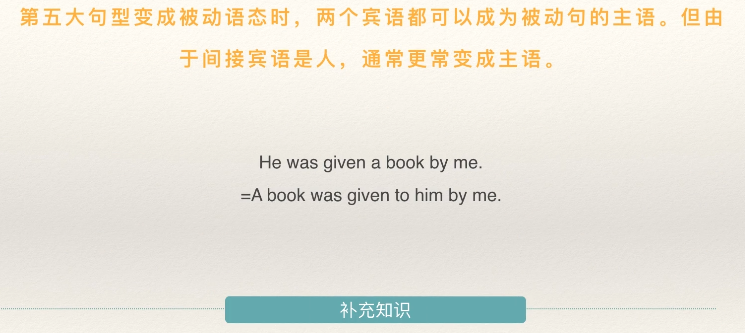 第五大句型变成被动语态时，两个宾语都可以成为被动句的主语。但由
于间接宾语是人，通常更常变成主语。
He was given a book by me.
=A book was given to him by me.
补充知识